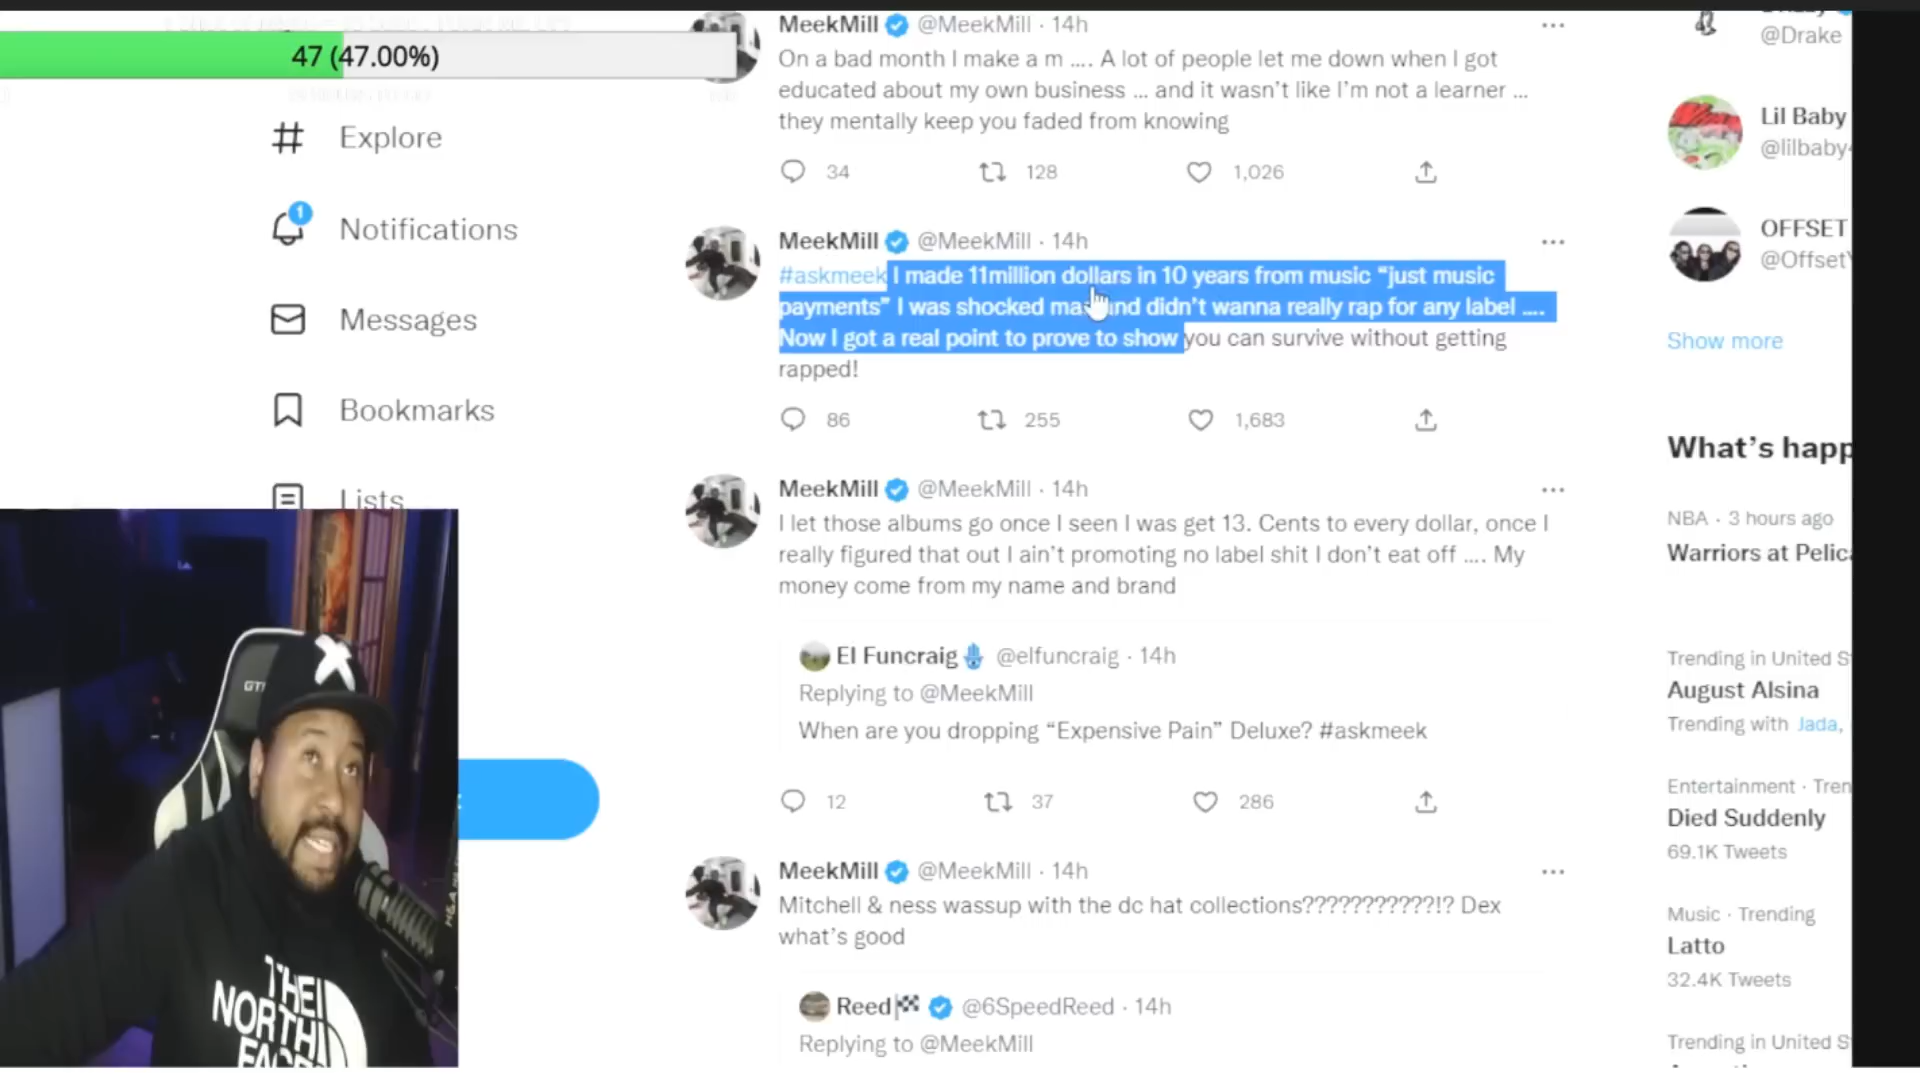 47 (47.00%)
Explore
Notifications
1
Messages
Bookmarks
Lists
MeekMill @MeekMill · 14h
On a bad month I make a m .... A lot of people let me down when I got
educated about my own business ... and it wasn't like I'm not a learner ...
they mentally keep you faded from knowing
34 128 1,026
MeekMill @MeekMill · 14h
#askmeek I made 11million dollars in 10 years from music "just music
payments" I was shocked and didn't wanna really rap for any label ....
Now I got a real point to prove to show you can survive without getting
rapped!
86 255 1,683
MeekMill @MeekMill · 14h
I let those albums go once I seen I was get 13. Cents to every dollar, once I
really figured that out I ain't promoting no label shit I don't eat off .... My
money come from my name and brand
El Funcraig @elfuncraig · 14h
Replying to @MeekMill
When are you dropping "Expensive Pain" Deluxe? #askmeek
12 37 286
MeekMill @MeekMill · 14h
Mitchell & ness wassup with the dc hat collections???????????!? Dex
what's good
Reed @6SpeedReed · 14h
Replying to @MeekMill
@Drake
Lil Baby
@lilbaby
OFFSET
@Offset
Show more
What's happ
NBA · 3 hours ago
Warriors at Pelic
Trending in United S
August Alsina
Trending with Jada,
Entertainment · Tren
Died Suddenly
69.1K Tweets
Music · Trending
Latto
32.4K Tweets
Trending in United S
GT
THE
NORTH
FACE